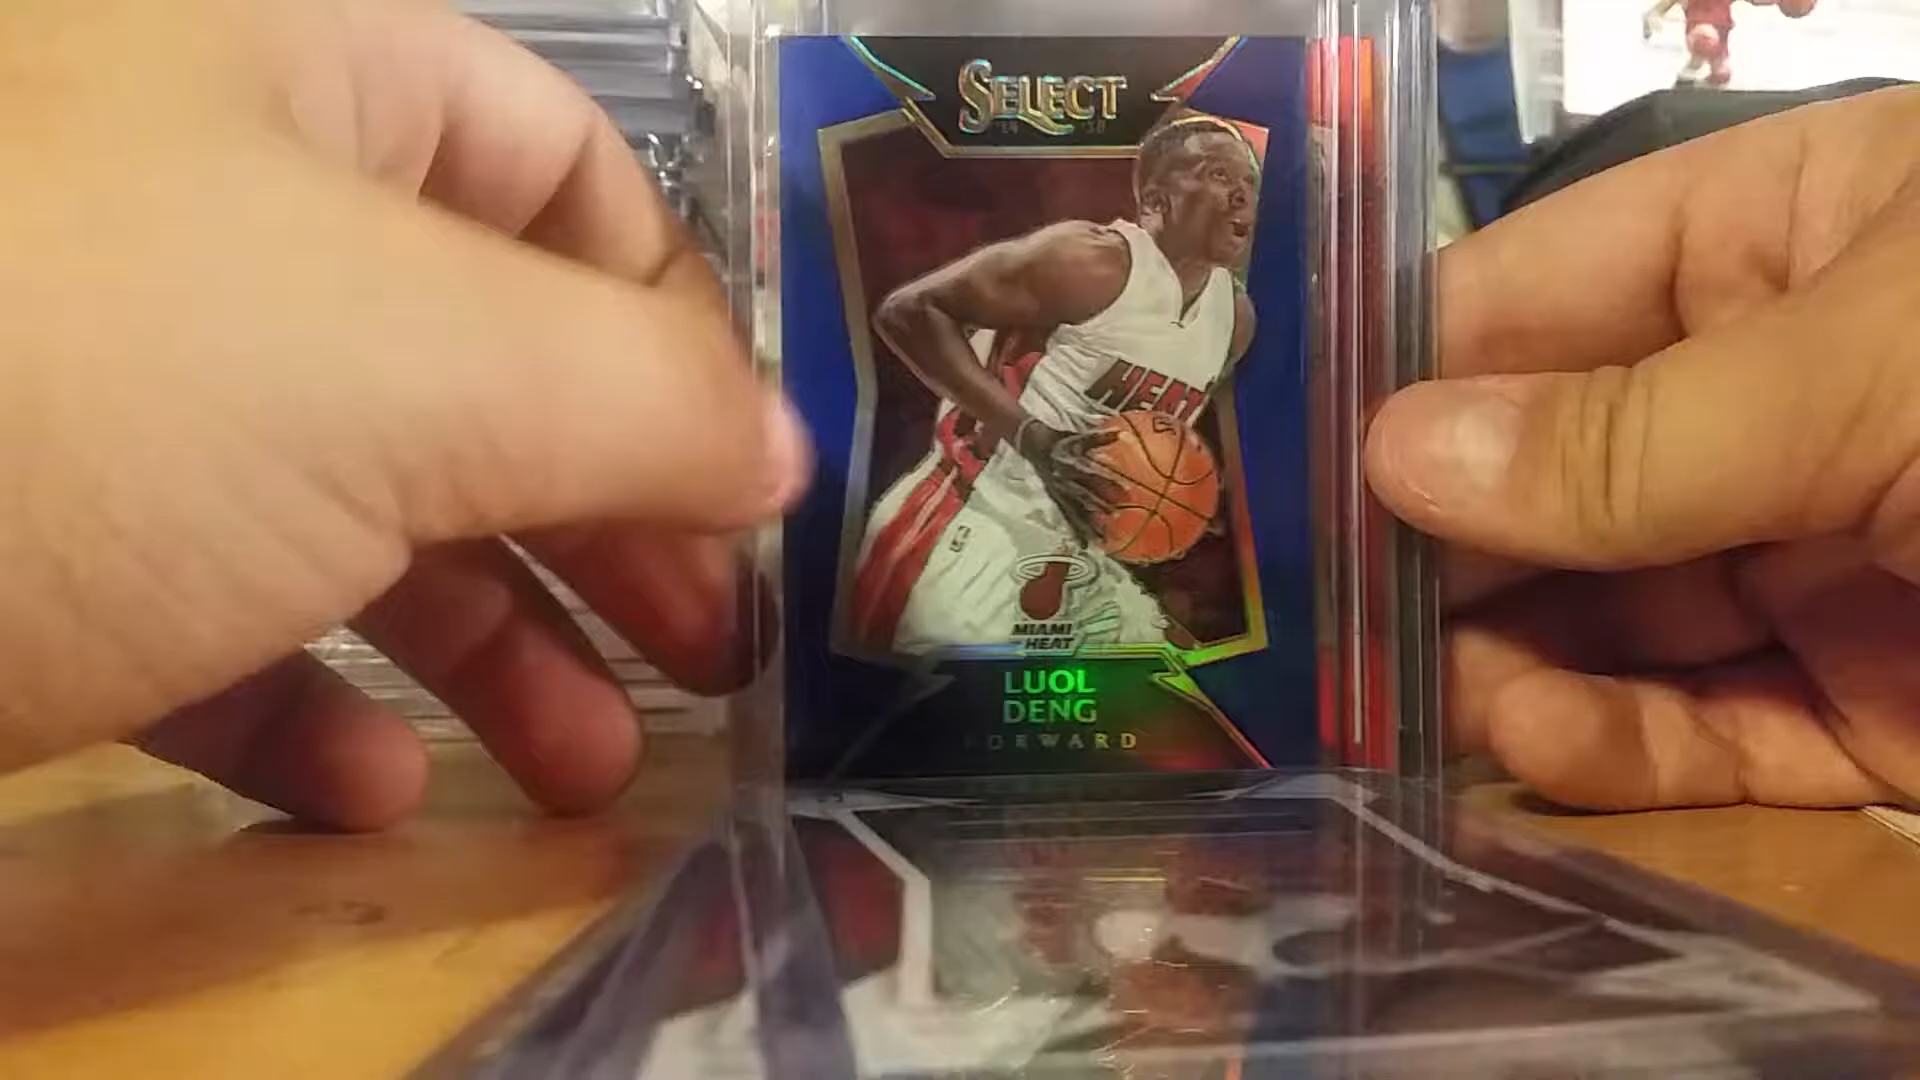 SELECT
HEAT
MIAMI
HEAT
LUOL
DENG
FORWARD